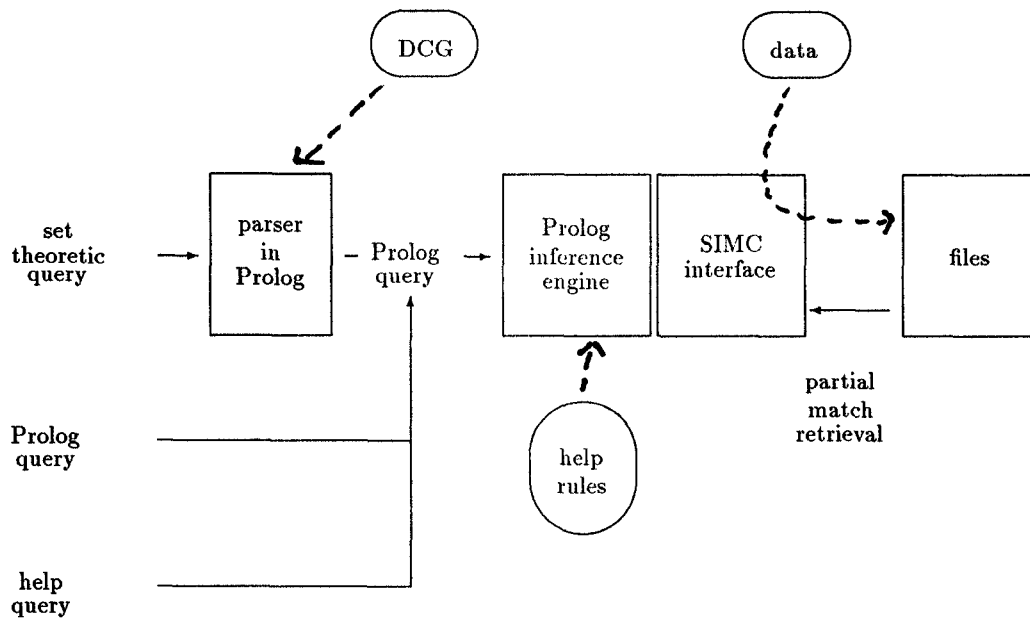 DCG
data
set
theoretic
query
parser
in
Prolog
Prolog
query
Prolog
inference
engine
SIMC
interface
files
partial
match
retrieval
Prolog
query
help
rules
help
query